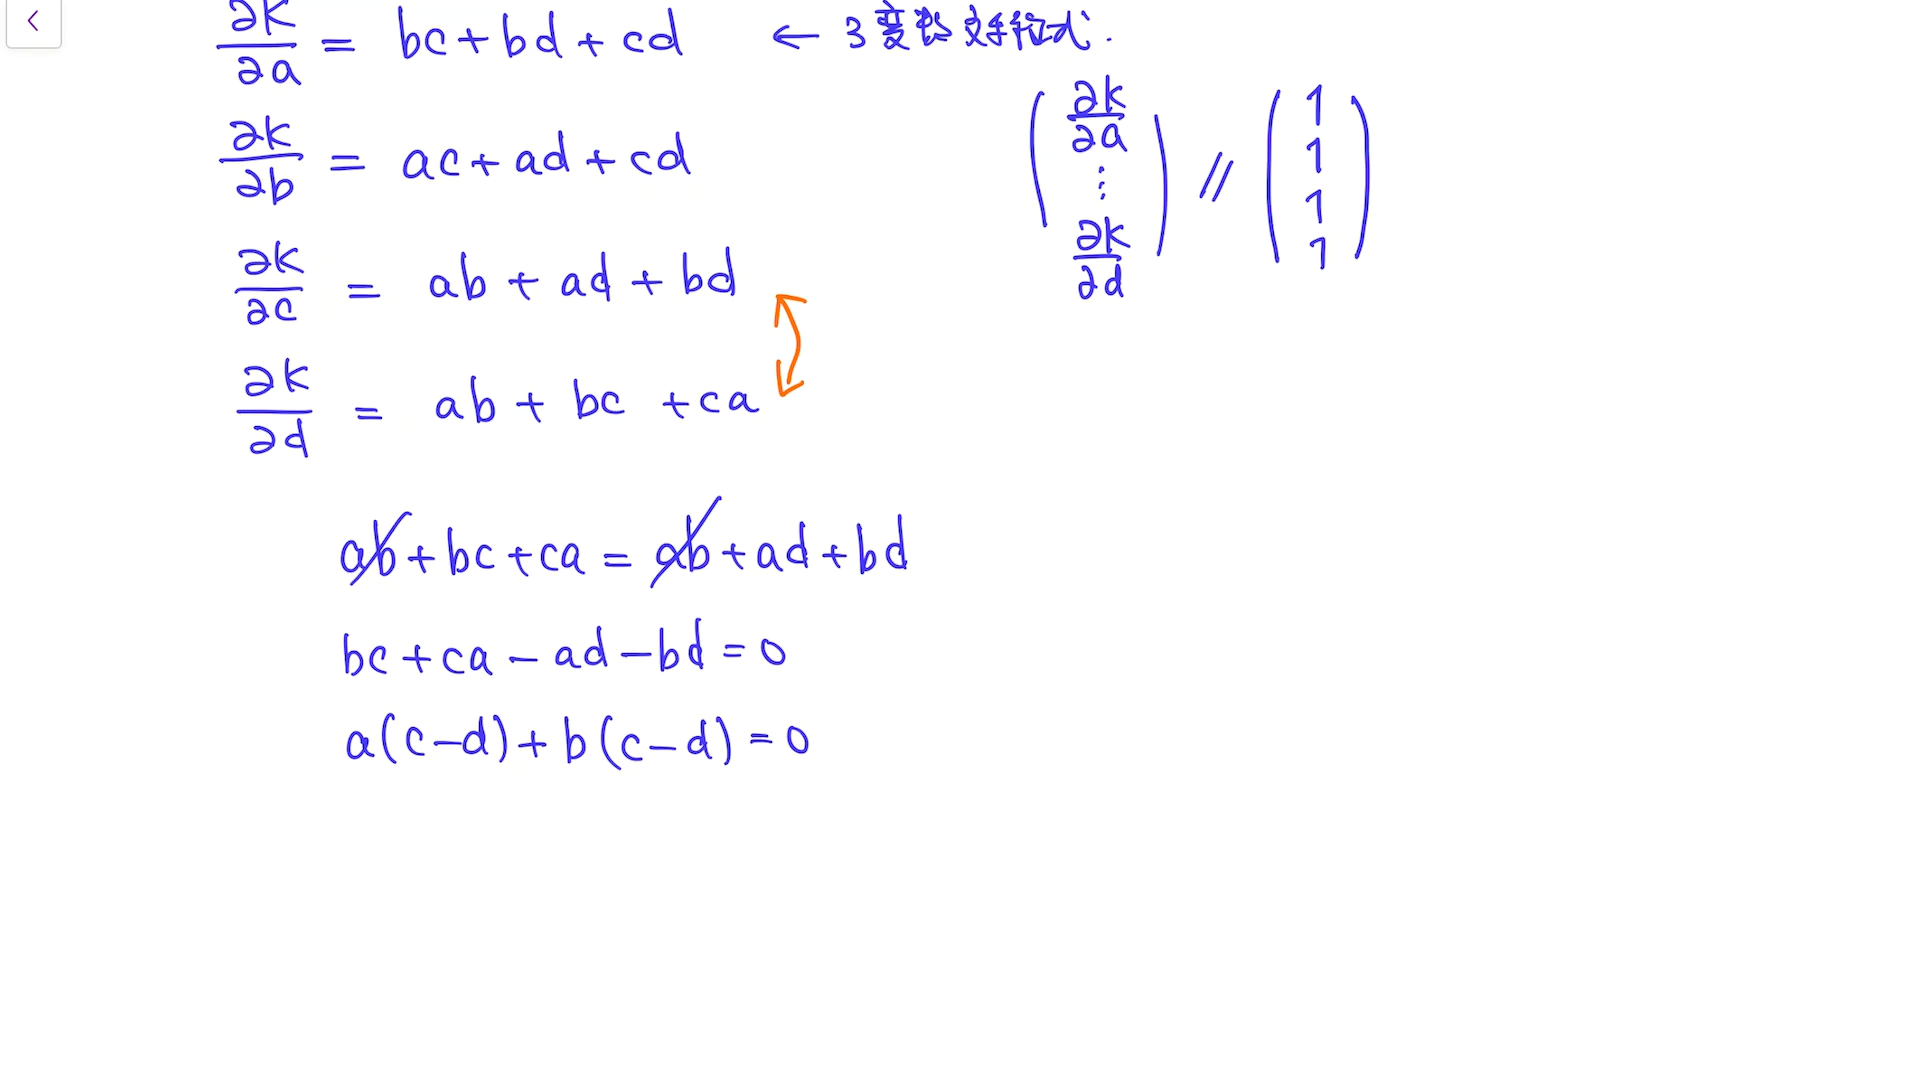 ∂k/∂a = bc + bd + cd ← 3変数対称式.
∂k/∂b = ac + ad + cd
∂k/∂c = ab + ad + bd
∂k/∂d = ab + bc + ca
(∂k/∂a ⋮ ∂k/∂d) // (1 1 1 1)
ab + bc + ca = ab + ad + bd
bc + ca − ad − bd = 0
a(c−d) + b(c−d) = 0